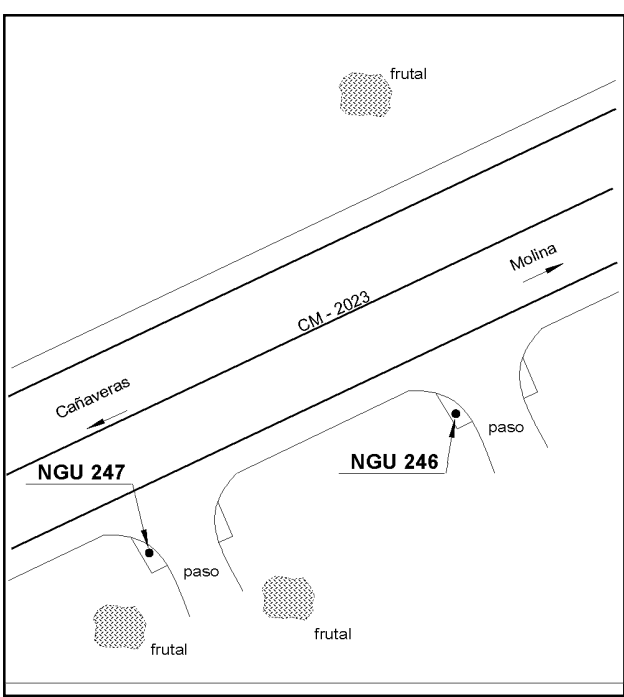 frutal
Molina
CM - 2023
Cañaveras
paso
NGU 246
NGU 247
paso
frutal
frutal